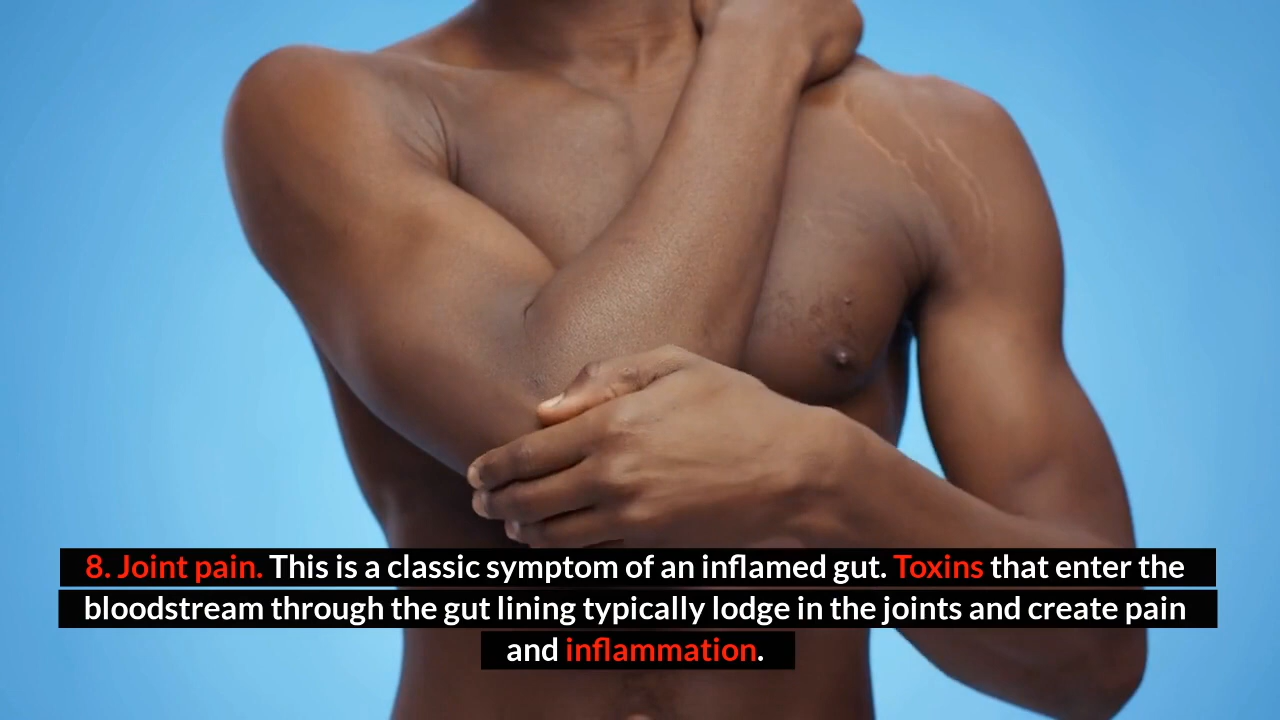 8. Joint pain. This is a classic symptom of an inflamed gut. Toxins that enter the
bloodstream through the gut lining typically lodge in the joints and create pain
and inflammation.